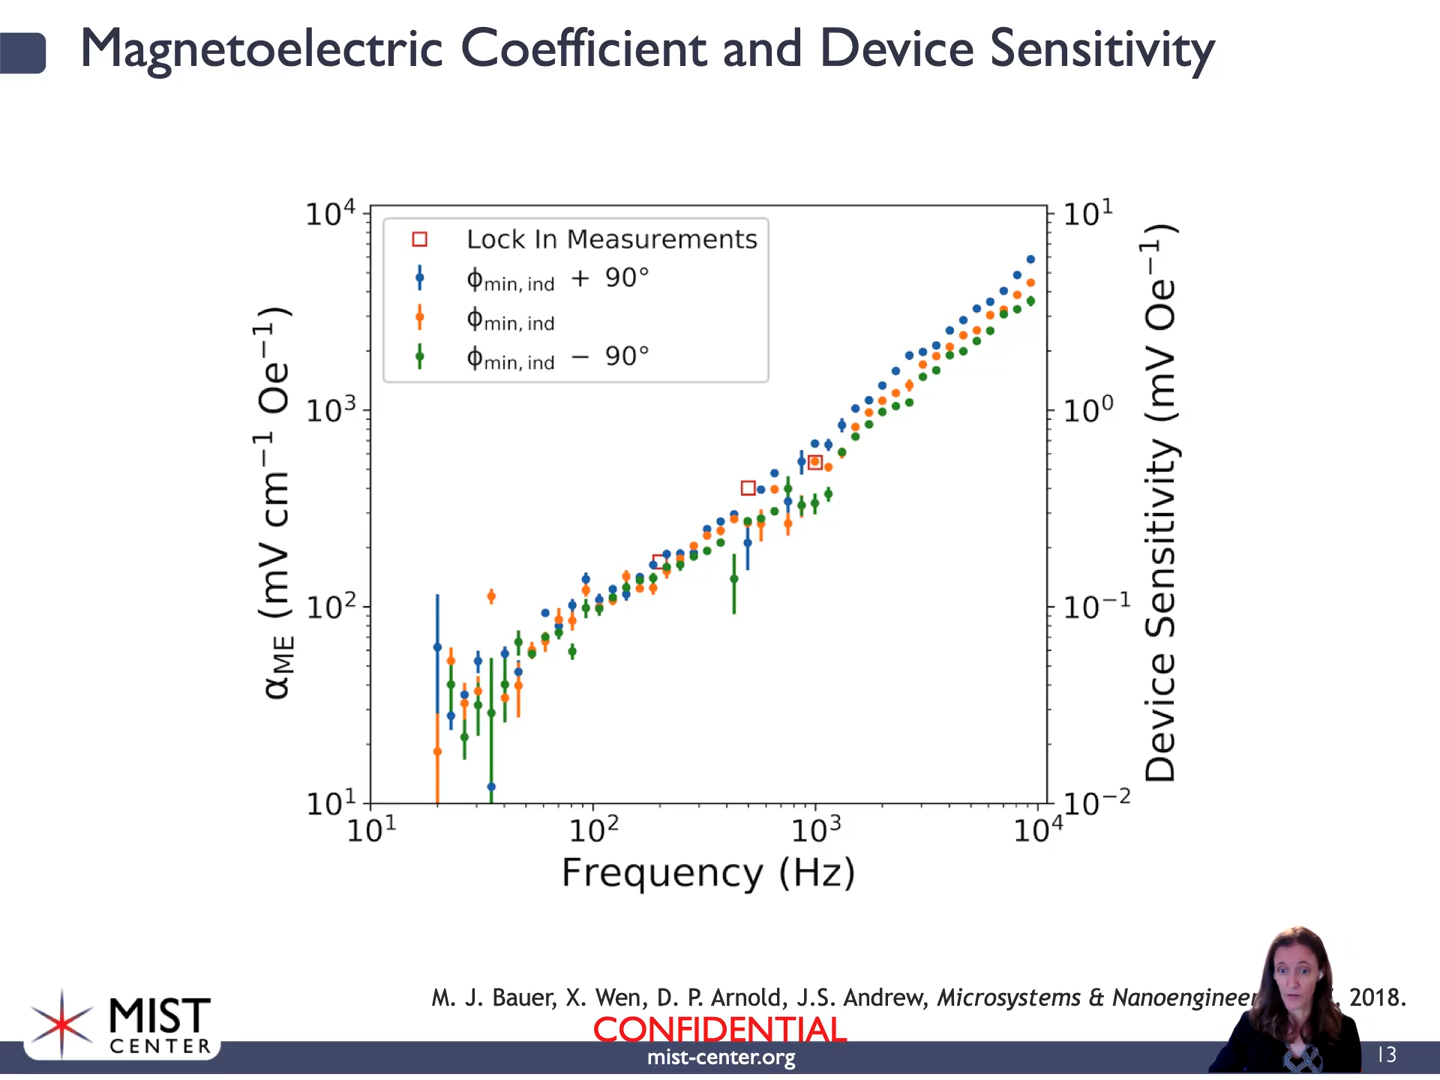 Magnetoelectric Coefficient and Device Sensitivity
10⁴
10³
10²
10¹
αME (mV cm⁻¹ Oe⁻¹)
Lock In Measurements
ϕmin, ind + 90°
ϕmin, ind
ϕmin, ind − 90°
10¹
10⁰
10⁻¹
10⁻²
Device Sensitivity (mV Oe⁻¹)
10¹ 10² 10³ 10⁴
Frequency (Hz)
M. J. Bauer, X. Wen, D. P. Arnold, J.S. Andrew, Microsystems & 2018.
CONFIDENTIAL
MIST
CENTER
mist-center.org
13